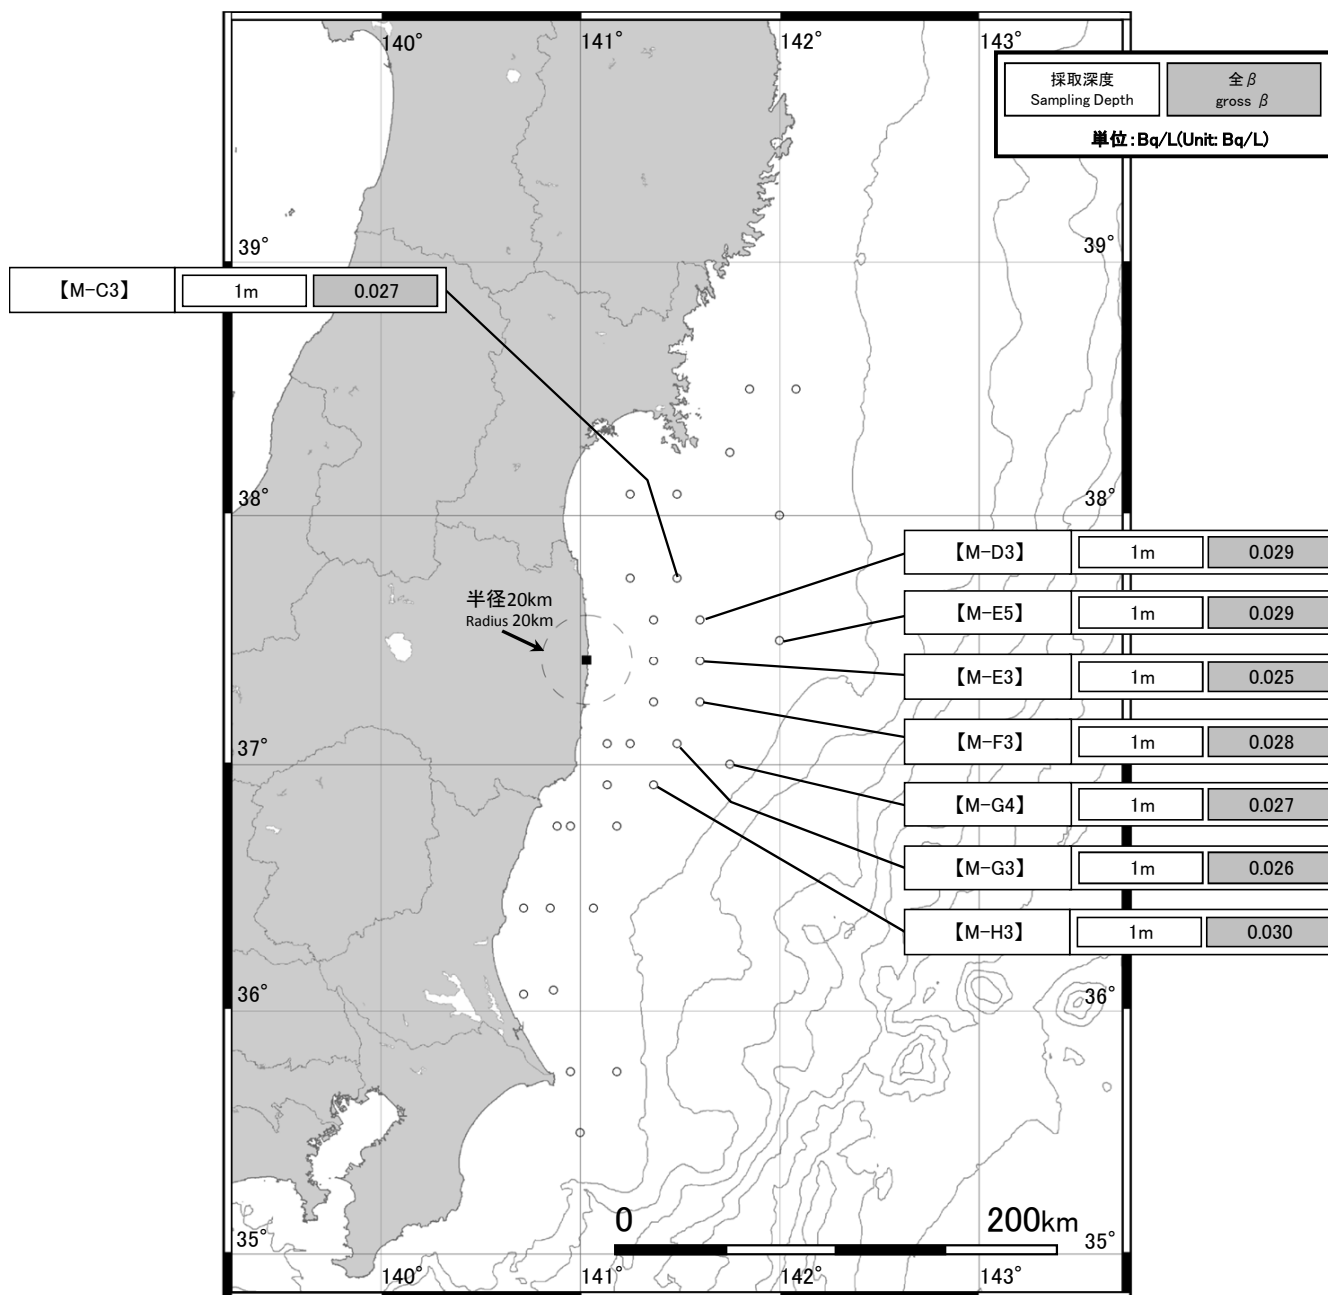 140°
141°
142°
143°
採取深度
Sampling Depth
全β
gross β
単位:Bq/L(Unit: Bq/L)
39°
39°
【M-C3】
1m
0.027
38°
38°
【M-D3】
1m
0.029
半径20km
Radius 20km
【M-E5】
1m
0.029
【M-E3】
1m
0.025
【M-F3】
1m
0.028
37°
【M-G4】
1m
0.027
【M-G3】
1m
0.026
【M-H3】
1m
0.030
36°
36°
0
200km
35°
35°
140°
141°
142°
143°